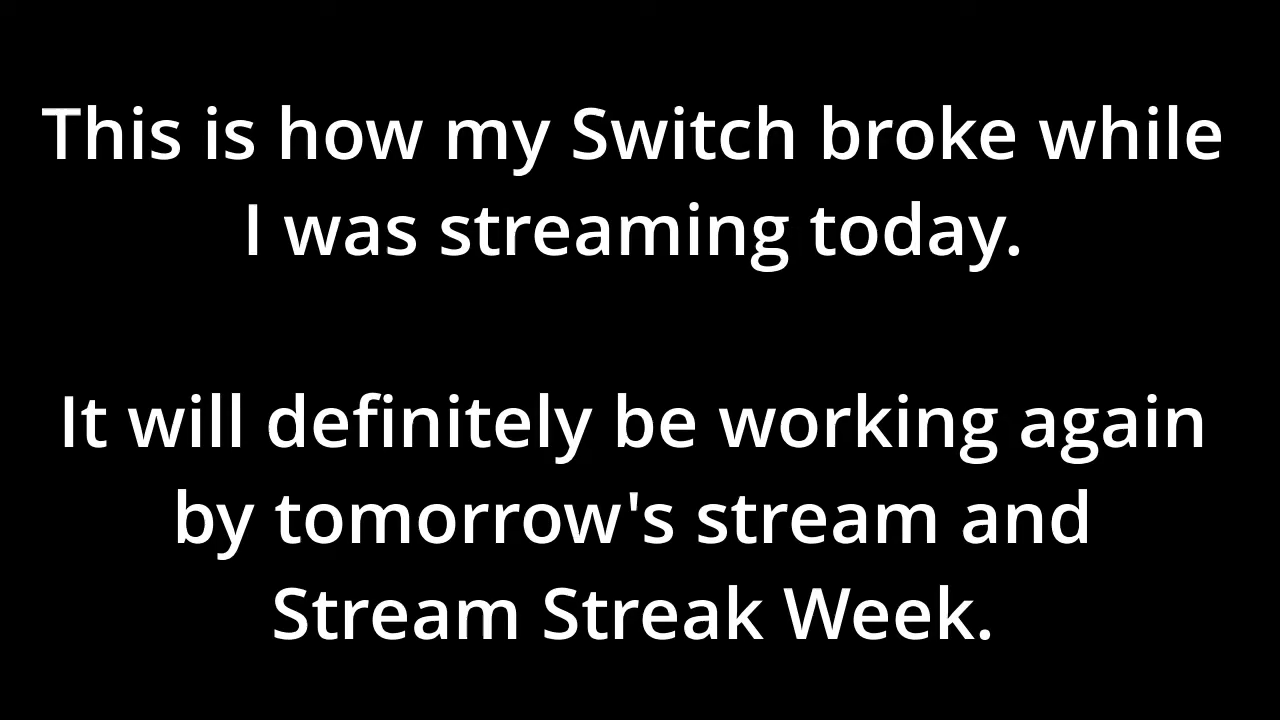 This is how my Switch broke while
I was streaming today.
It will definitely be working again
by tomorrow's stream and
Stream Streak Week.